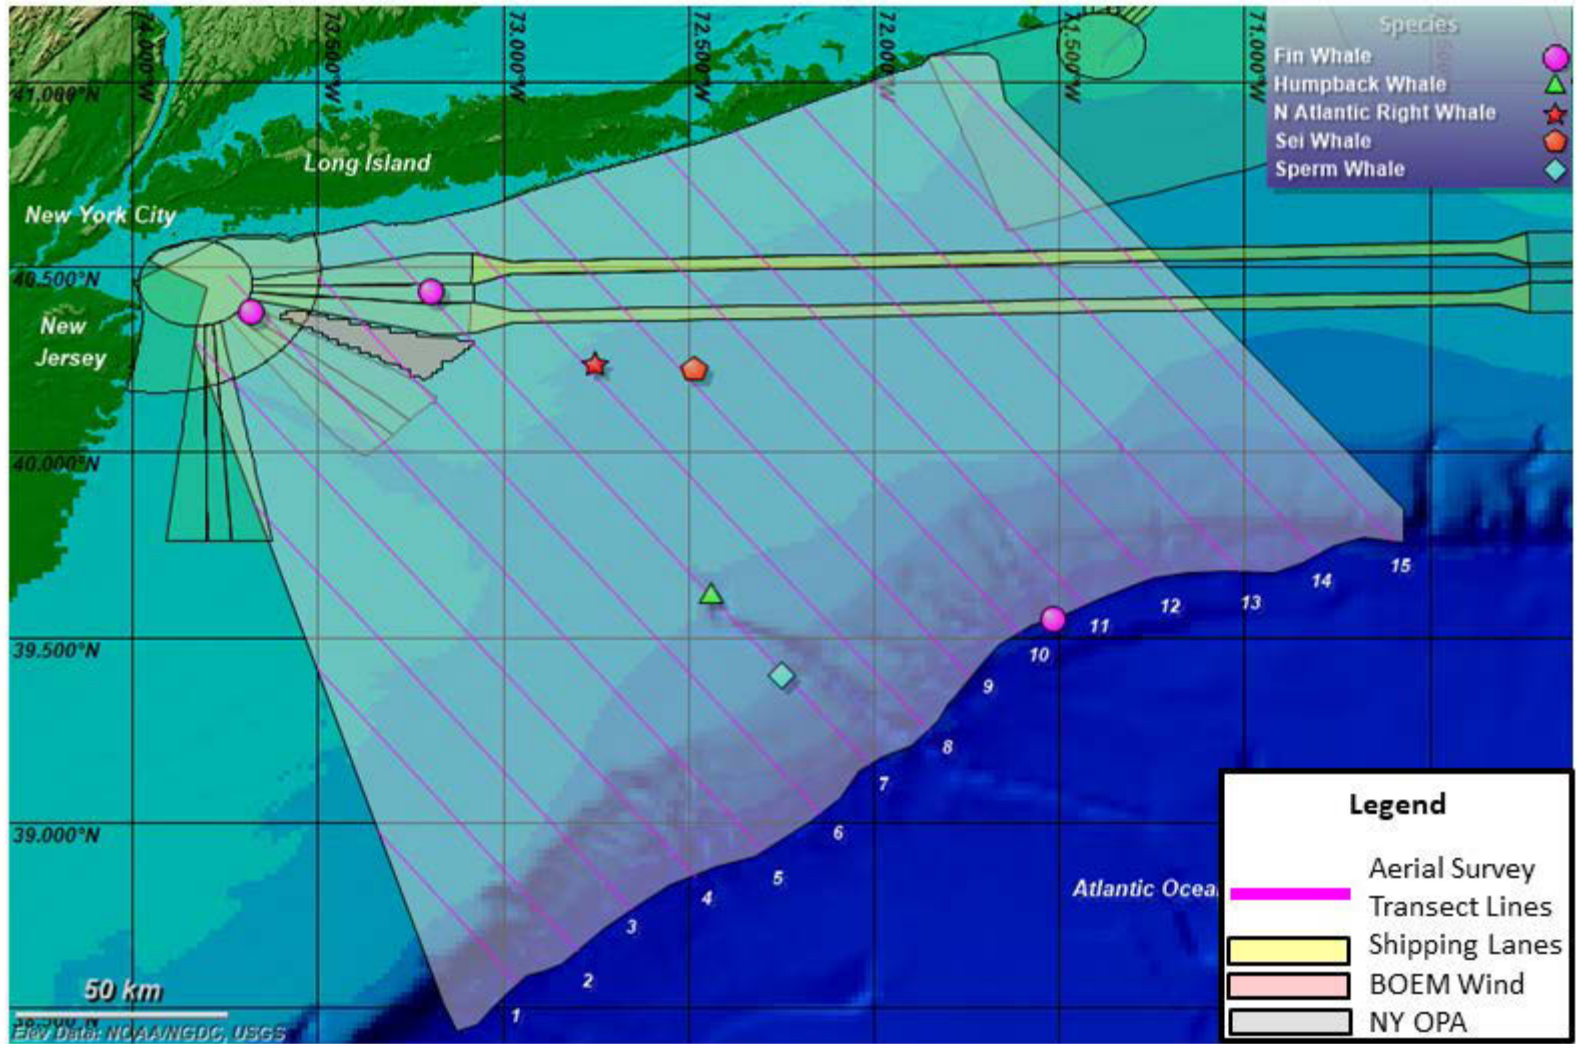 74.000°W
73.500°W
73.000°W
72.500°W
72.000°W
71.500°W
71.000°W
Species
Fin Whale
Humpback Whale
N Atlantic Right Whale
Sei Whale
Sperm Whale
41.000°N
Long Island
New York City
40.500°N
New
Jersey
40.000°N
39.500°N
39.000°N
38.500°N
15
14
13
12
11
10
9
8
7
6
5
4
3
2
1
Atlantic Ocea
50 km
Elev Data: NOAA/NGDC, USGS
Legend
Aerial Survey
Transect Lines
Shipping Lanes
BOEM Wind
NY OPA